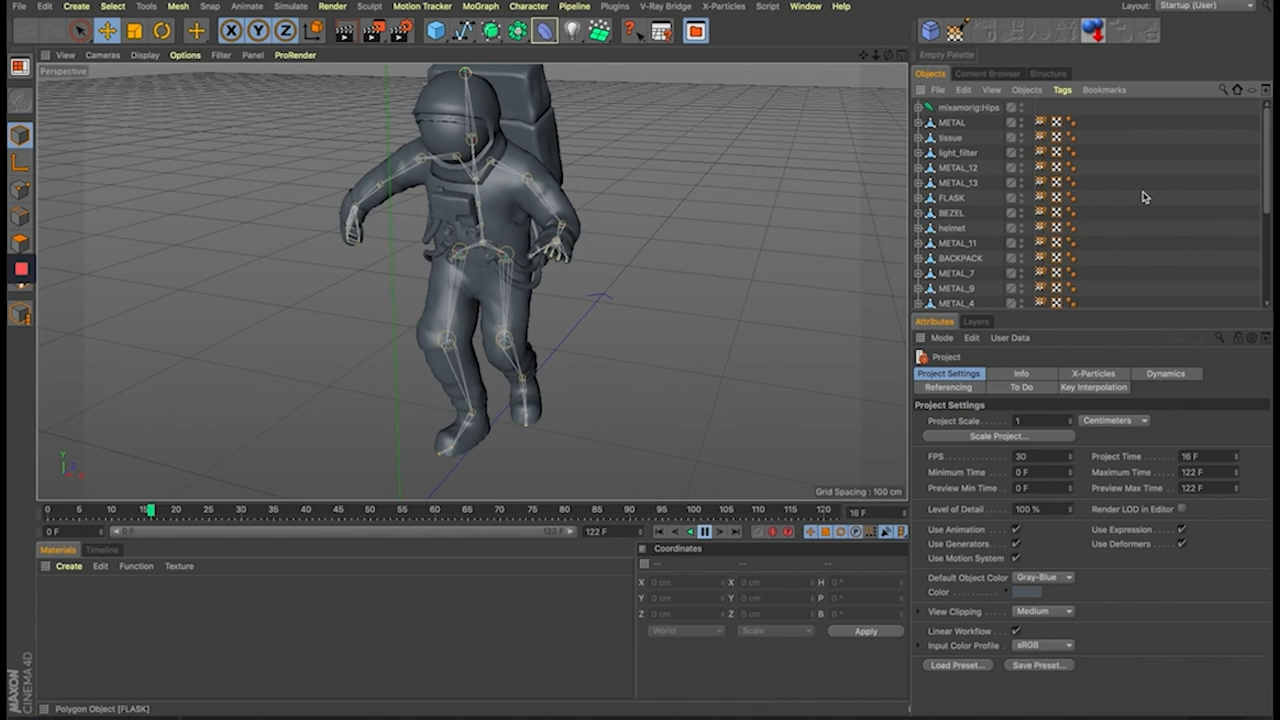 File Edit Create Select Tools Mesh Snap Animate Simulate Render Sculpt Motion Tracker MoGraph Character Pipeline Plugins V-Ray Bridge X-Particles Script Window Help Layout: Startup (User)
X Y Z
Empty Palette
View Cameras Display Options Filter Panel ProRender
Perspective
Objects Content Browser Structure
File Edit View Objects Tags Bookmarks
mixamorig:Hips
METAL
tissue
light_filter
METAL_12
METAL_13
FLASK
BEZEL
helmet
METAL_11
BACKPACK
METAL_7
METAL_9
METAL_4
Attributes Layers
Mode Edit User Data
Project
Project Settings Info X-Particles Dynamics
Referencing To Do Key Interpolation
Project Settings
Project Scale 1 Centimeters
Scale Project...
FPS 30 Project Time 16 F
Minimum Time 0 F Maximum Time 122 F
Preview Min Time 0 F Preview Max Time 122 F
Level of Detail 100 % Render LOD in Editor
Use Animation Use Expression
Use Generators Use Deformers
Use Motion System
Default Object Color Gray-Blue
Color
View Clipping Medium
Linear Workflow
Input Color Profile sRGB
Load Preset... Save Preset...
Y
Grid Spacing : 100 cm
0 5 10 15 20 25 30 35 40 45 50 55 60 65 70 75 80 85 90 95 100 105 110 115 120 16 F
0 F 0 F 122 F 122 F
Materials Timeline
Create Edit Function Texture
Coordinates
-- -- --
X 0 cm X 0 cm H 0 °
Y 0 cm Y 0 cm P 0 °
Z 0 cm Z 0 cm B 0 °
World Scale Apply
MAXON
CINEMA 4D
Polygon Object [FLASK]